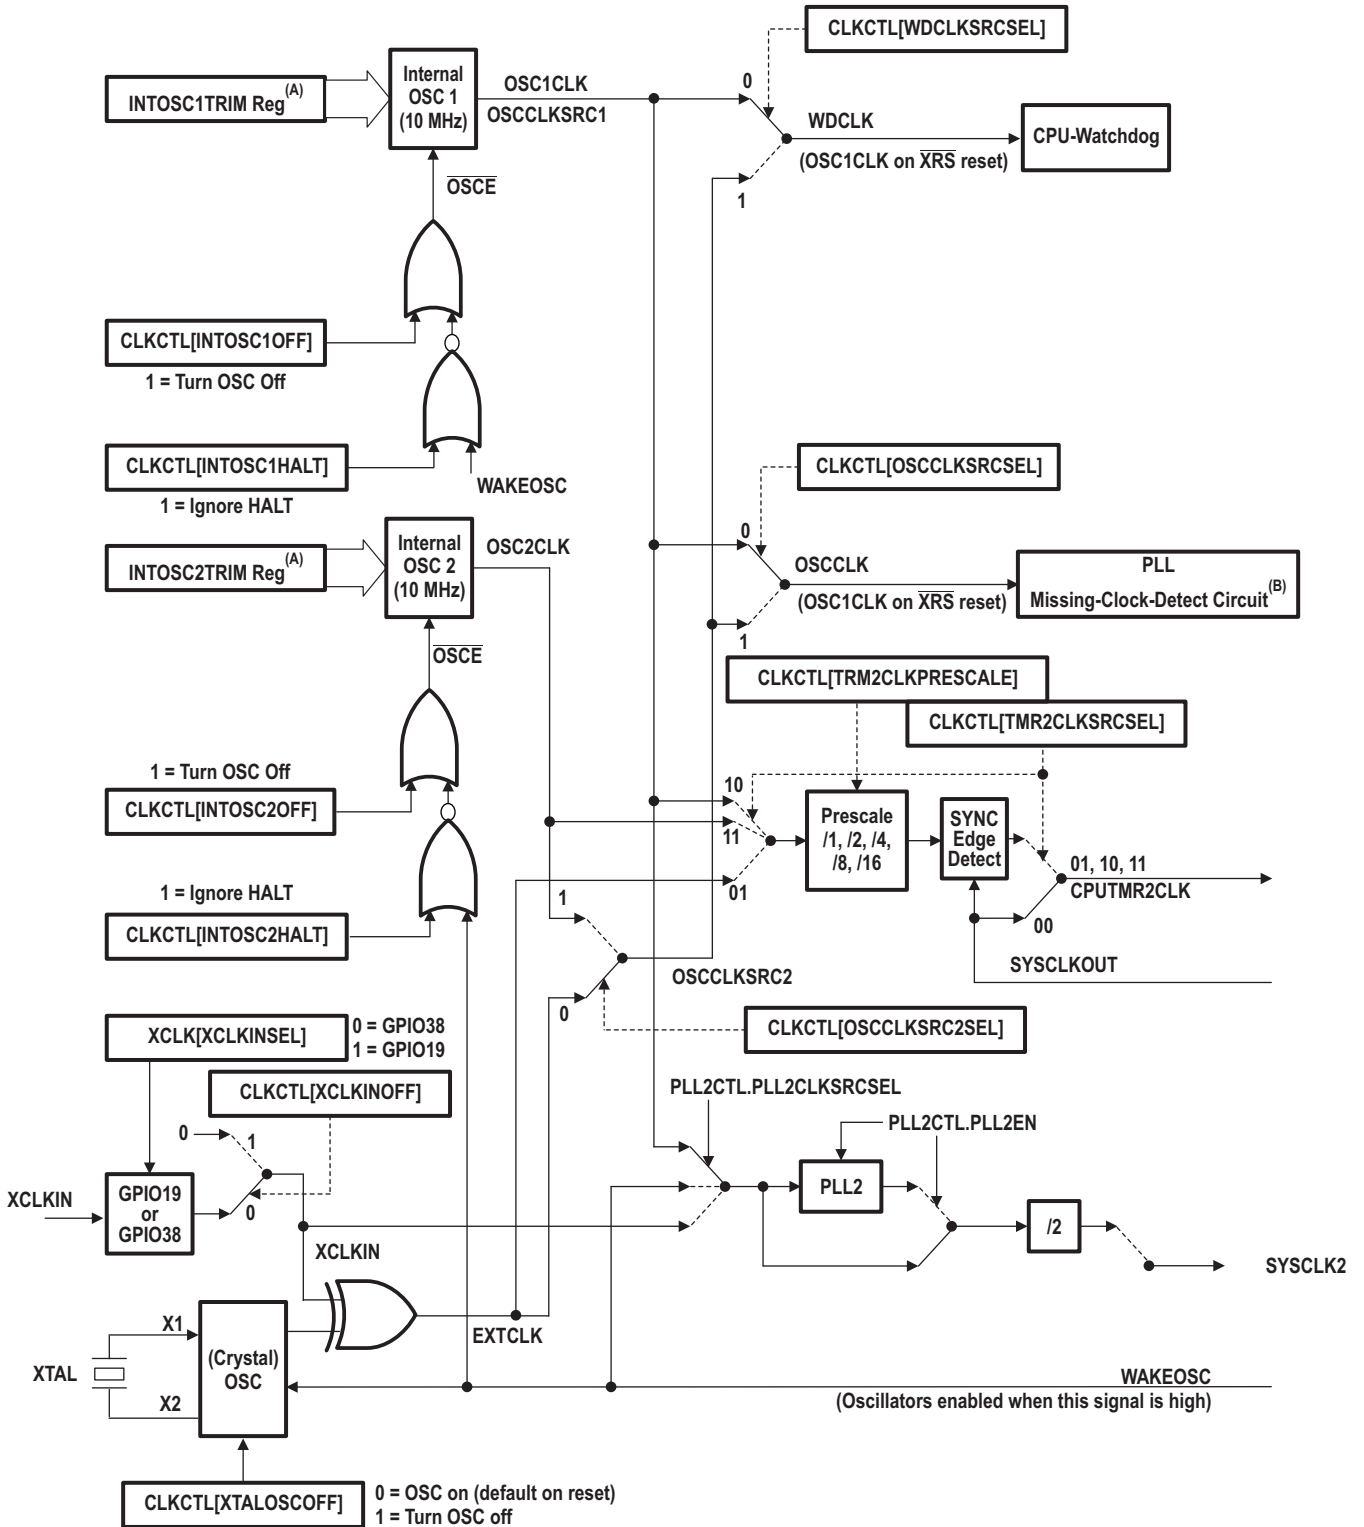 CLKCTL[WDCLKSRCSEL]
INTOSC1TRIM Reg(A)
Internal
OSC 1
(10 MHz)
OSC1CLK
OSCCLKSRC1
0
WDCLK
(OSC1CLK on XRS reset)
CPU-Watchdog
1
OSCE
CLKCTL[INTOSC1OFF]
1 = Turn OSC Off
CLKCTL[INTOSC1HALT]
1 = Ignore HALT
WAKEOSC
CLKCTL[OSCCLKSRCSEL]
INTOSC2TRIM Reg(A)
Internal
OSC 2
(10 MHz)
OSC2CLK
0
OSCCLK
(OSC1CLK on XRS reset)
PLL
Missing-Clock-Detect Circuit(B)
1
OSCE
CLKCTL[TRM2CLKPRESCALE]
CLKCTL[TMR2CLKSRCSEL]
1 = Turn OSC Off
CLKCTL[INTOSC2OFF]
10
11
01
Prescale
/1, /2, /4,
/8, /16
SYNC
Edge
Detect
01, 10, 11
CPUTMR2CLK
00
SYSCLKOUT
1 = Ignore HALT
CLKCTL[INTOSC2HALT]
1
0
OSCCLKSRC2
CLKCTL[OSCCLKSRC2SEL]
XCLK[XCLKINSEL]
0 = GPIO38
1 = GPIO19
CLKCTL[XCLKINOFF]
0
1
0
XCLKIN
GPIO19
or
GPIO38
XCLKIN
PLL2CTL.PLL2CLKSRCSEL
PLL2CTL.PLL2EN
PLL2
/2
SYSCLK2
XTAL
X1
X2
(Crystal)
OSC
EXTCLK
WAKEOSC
(Oscillators enabled when this signal is high)
CLKCTL[XTALOSCOFF]
0 = OSC on (default on reset)
1 = Turn OSC off